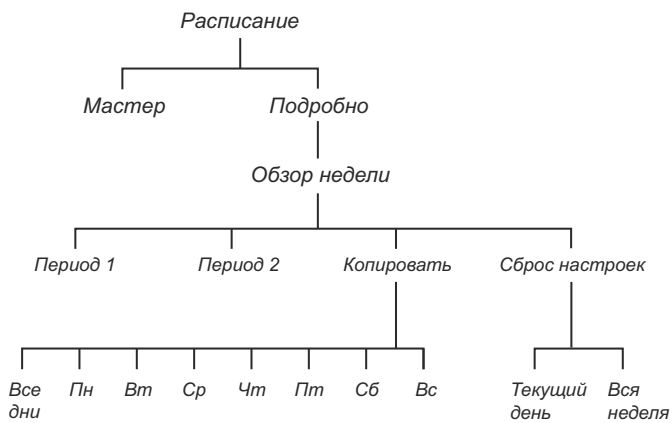 Расписание
Мастер
Подробно
Обзор недели
Период 1
Период 2
Копировать
Сброс настроек
Все
дни
Пн
Вт
Ср
Чт
Пт
Сб
Вс
Текущий
день
Вся
неделя